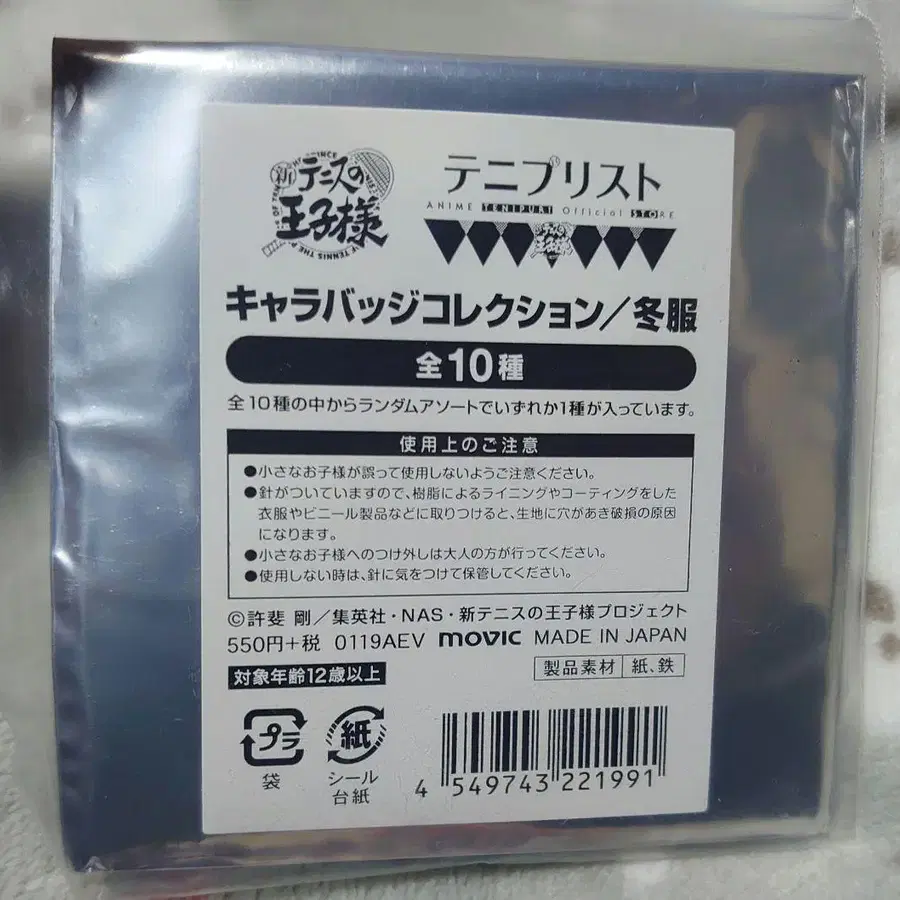 新テニスの
王子様
テニプリスト
ANIME TENIPURI Official STORE
キャラバッジコレクション/冬服
全10種
全10種の中からランダムアソートでいずれか1種が入っています。
使用上のご注意
●小さなお子様が誤って使用しないようご注意ください。
●針がついていますので、樹脂によるライニングやコーティングをした
衣服やビニール製品などに取りつけると、生地に穴があき破損の原因
になります。
●小さなお子様へのつけ外しは大人の方が行ってください。
●使用しない時は、針に気をつけて保管してください。
©許斐 剛/集英社・NAS・新テニスの王子様プロジェクト
550円+税 0119AEV movic MADE IN JAPAN
対象年齢12歳以上
製品素材 紙、鉄
プラ
袋
紙
シール
台紙
4 549743 221991